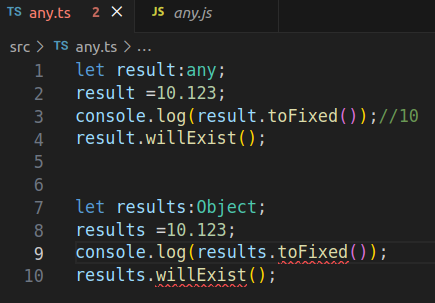 TS any.ts 2 × JS any.js
src > TS any.ts > ...
1 let result:any;
2 result =10.123;
3 console.log(result.toFixed());//10
4 result.willExist();
5
6
7 let results:Object;
8 results =10.123;
9 console.log(results.toFixed());
10 results.willExist();